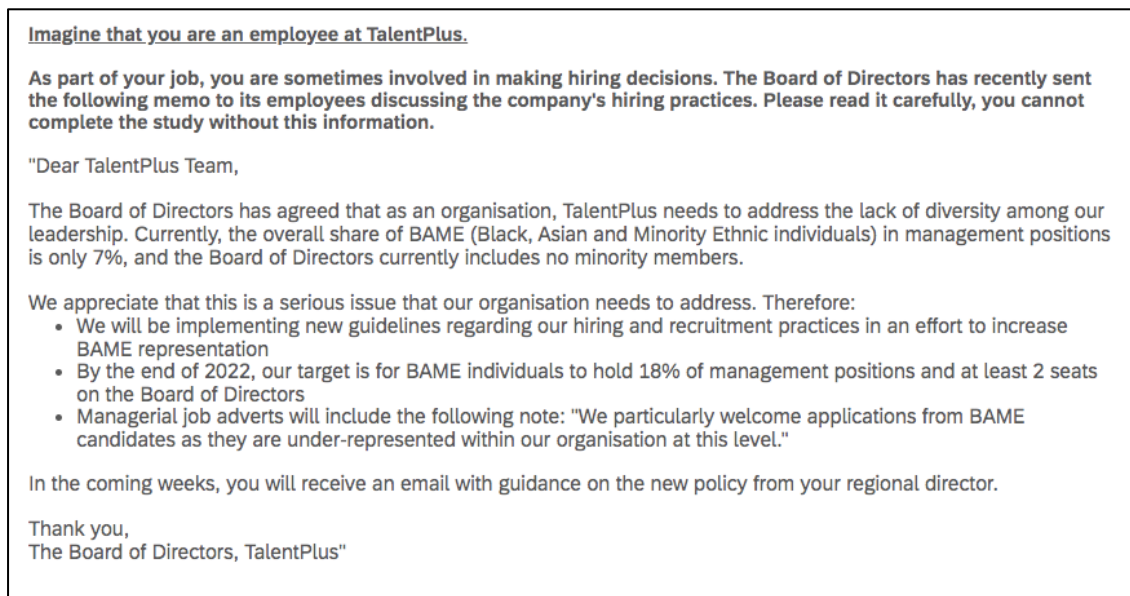 Imagine that you are an employee at TalentPlus.
As part of your job, you are sometimes involved in making hiring decisions. The Board of Directors has recently sent
the following memo to its employees discussing the company's hiring practices. Please read it carefully, you cannot
complete the study without this information.
"Dear TalentPlus Team,
The Board of Directors has agreed that as an organisation, TalentPlus needs to address the lack of diversity among our
leadership. Currently, the overall share of BAME (Black, Asian and Minority Ethnic individuals) in management positions
is only 7%, and the Board of Directors currently includes no minority members.
We appreciate that this is a serious issue that our organisation needs to address. Therefore:
• We will be implementing new guidelines regarding our hiring and recruitment practices in an effort to increase
BAME representation
• By the end of 2022, our target is for BAME individuals to hold 18% of management positions and at least 2 seats
on the Board of Directors
• Managerial job adverts will include the following note: "We particularly welcome applications from BAME
candidates as they are under-represented within our organisation at this level."
In the coming weeks, you will receive an email with guidance on the new policy from your regional director.
Thank you,
The Board of Directors, TalentPlus"